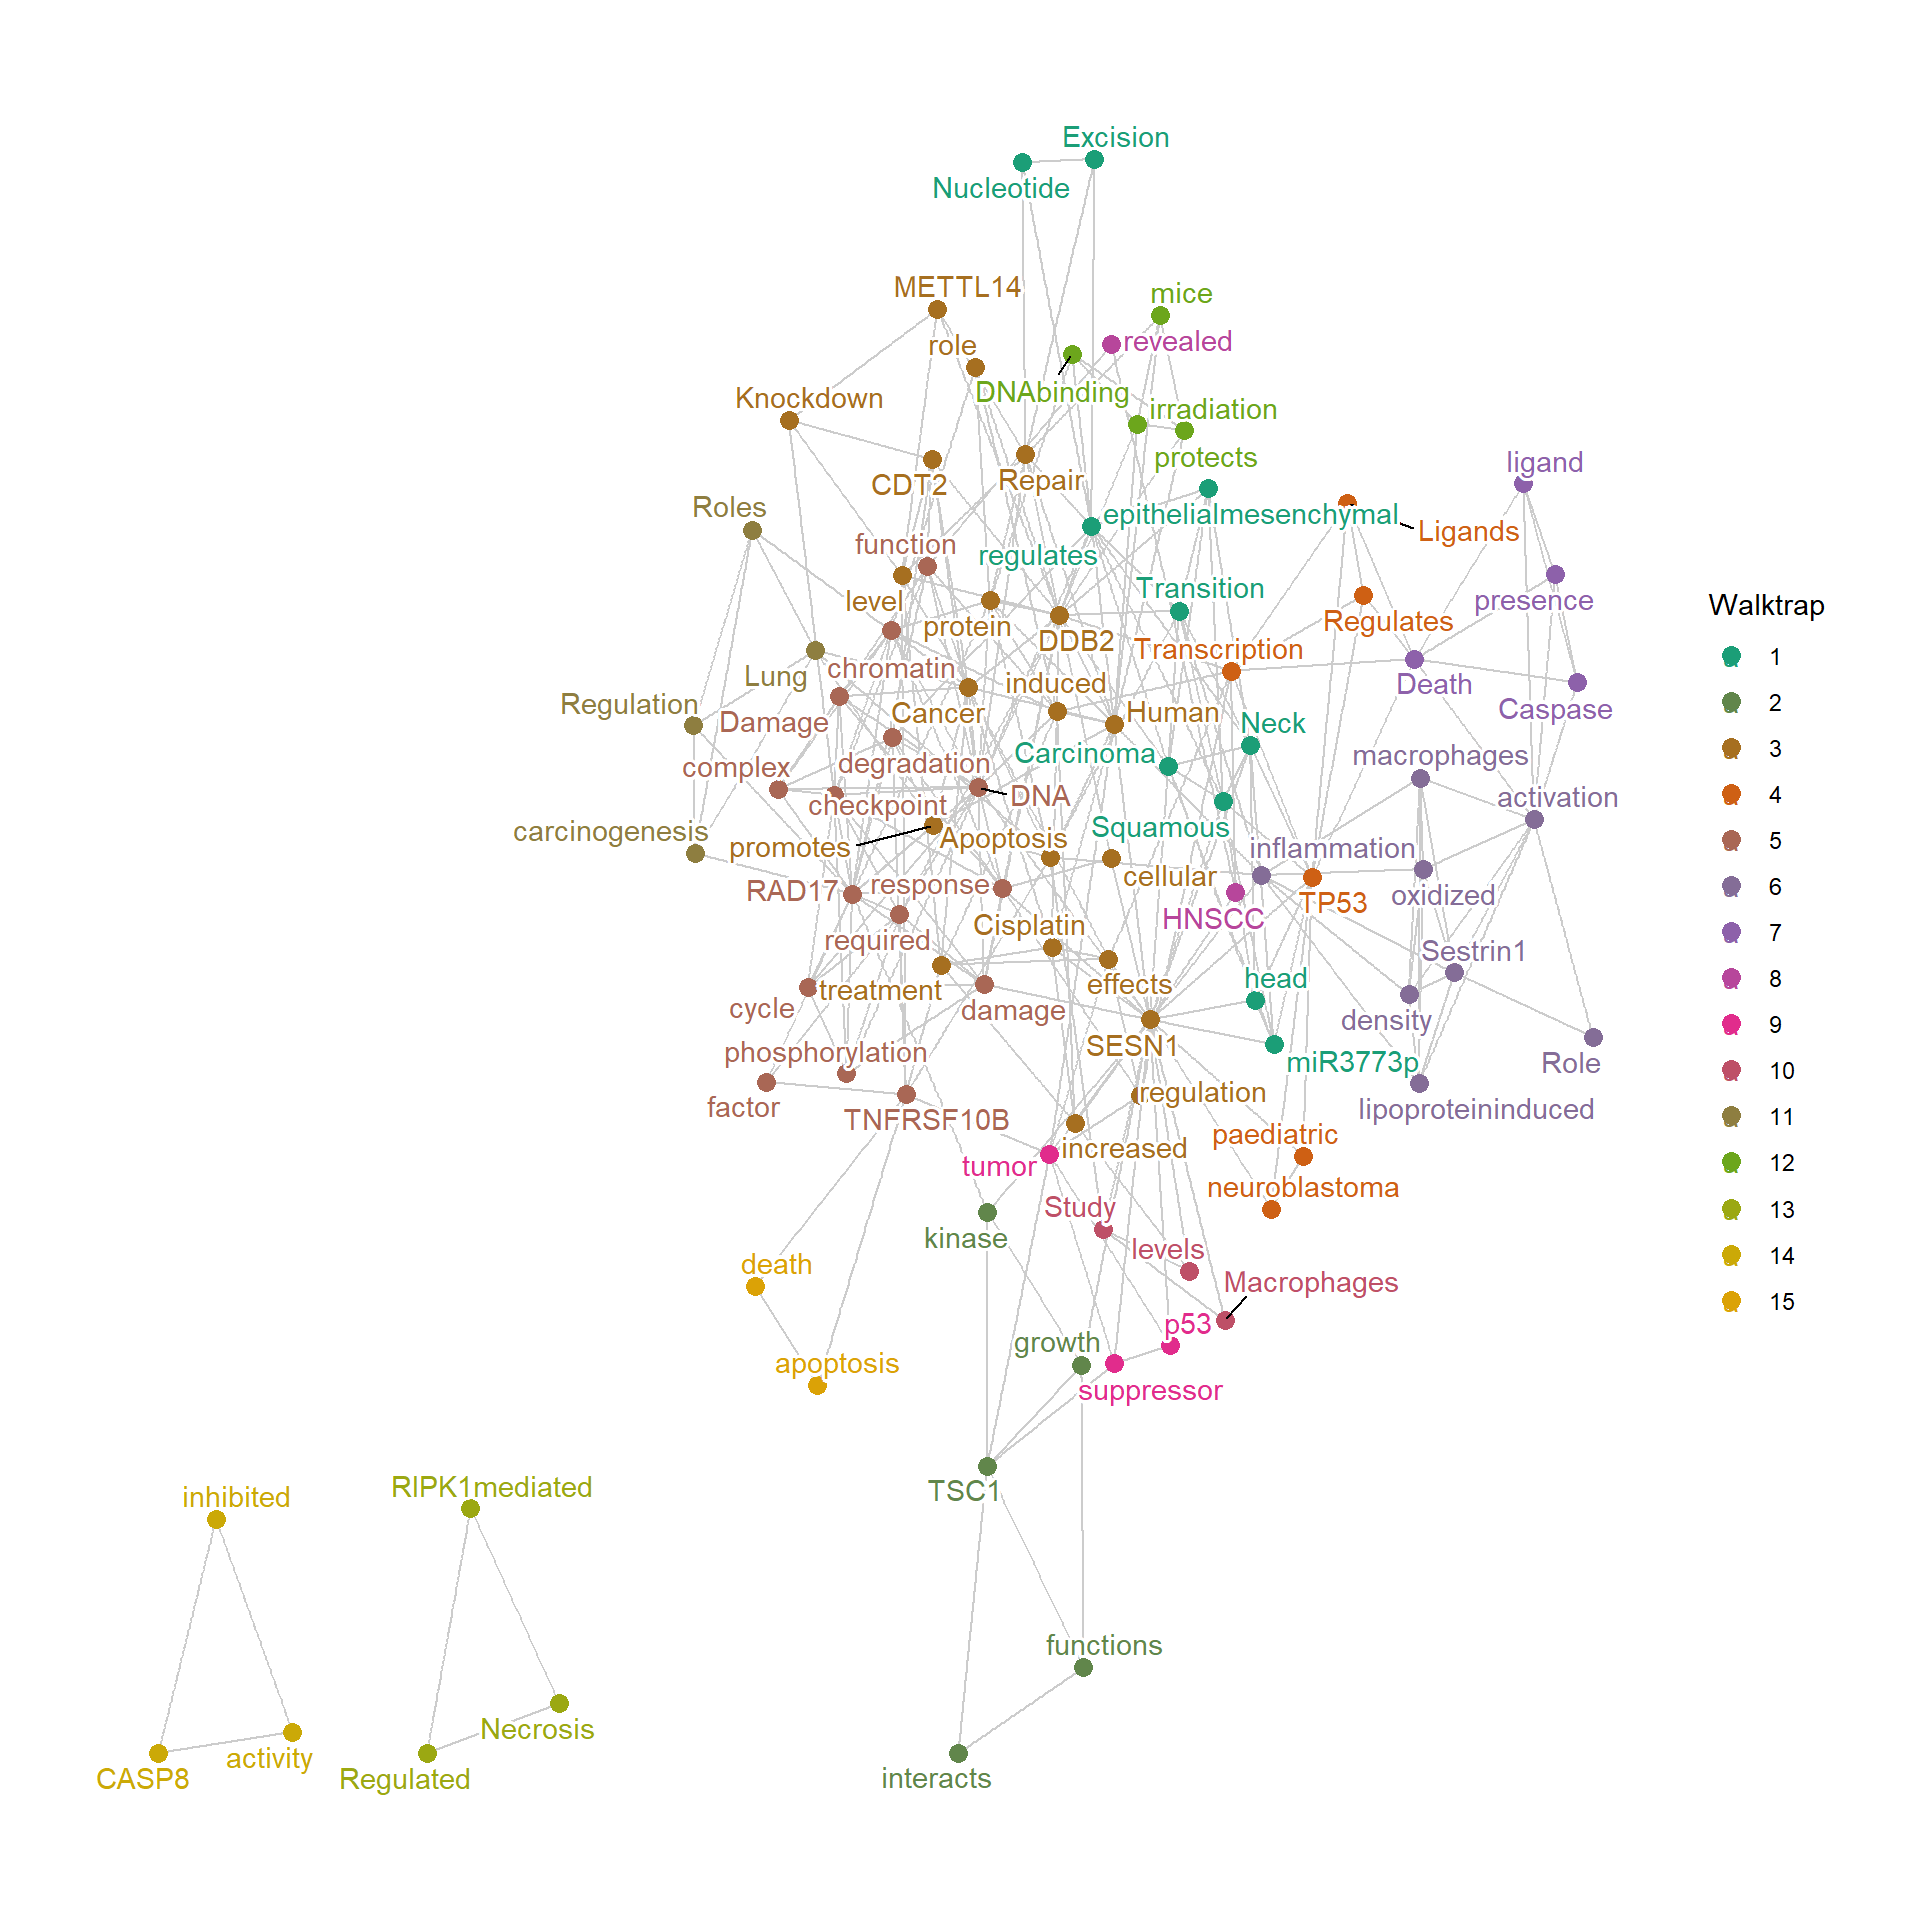 Excision
Nucleotide
METTL14
mice
revealed
role
DNAbinding
Knockdown
irradiation
protects
CDT2
Repair
ligand
Roles
epithelialmesenchymal
Ligands
function
regulates
Transition
level
presence
protein
Regulates
DDB2
Transcription
chromatin
Lung
induced
Death
Regulation
Damage
Cancer
Human
Neck
Caspase
Carcinoma
macrophages
complex
degradation
DNA
activation
checkpoint
Squamous
carcinogenesis
promotes
Apoptosis
inflammation
RAD17
response
cellular
oxidized
TP53
HNSCC
Cisplatin
required
Sestrin1
treatment
effects
head
cycle
damage
density
SESN1
phosphorylation
miR3773p
Role
regulation
factor
TNFRSF10B
lipoproteininduced
paediatric
increased
tumor
neuroblastoma
Study
kinase
levels
death
Macrophages
p53
growth
apoptosis
suppressor
TSC1
RIPK1mediated
inhibited
functions
Necrosis
activity
CASP8
Regulated
interacts
Walktrap
1
2
3
4
5
6
7
8
9
10
11
12
13
14
15